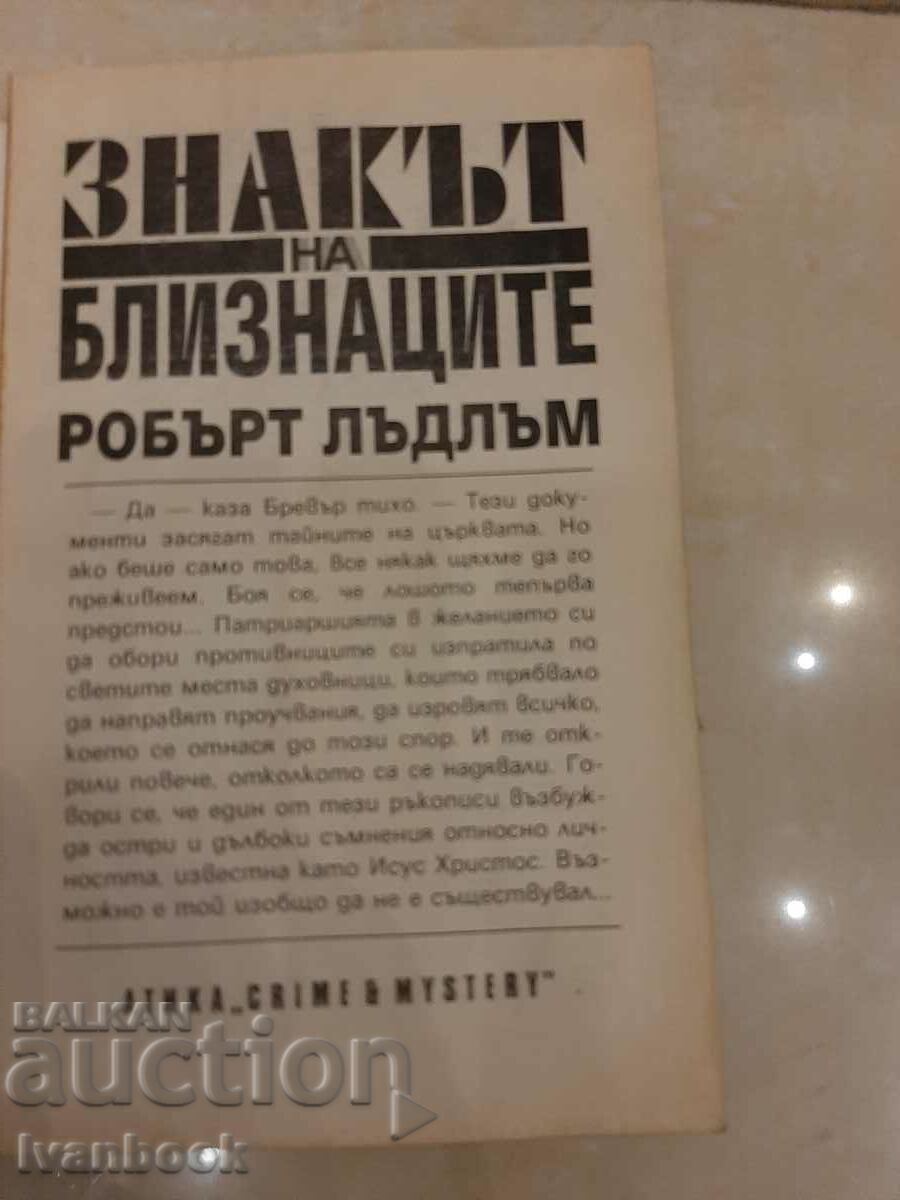 ЗНАКЪТ
НА
БЛИЗНАЦИТЕ
РОБЪРТ ЛЪДЛЪМ
— Да — каза Бревър тихо. — Тези доку-
менти засягат тайните на църквата. Но
ако беше само това, все някак щяхме да го
преживеем. Боя се, че лошото тепърва
предстои... Патриаршията в желанието си
да обори противниците си изпратила по
светите места духовници, които трябвало
да направят проучвания, да изровят всичко,
което се отнася до този спор. И те отк-
рили повече, отколкото са се надявали. Го-
вори се, че един от тези ръкописи възбуж-
да остри и дълбоки съмнения относно лич-
ността, известна като Исус Христос. Въз-
можно е той изобщо да не е съществувал...
АТИКА „CRIME & MYSTERY"
BALKAN
auction
Ivanbook